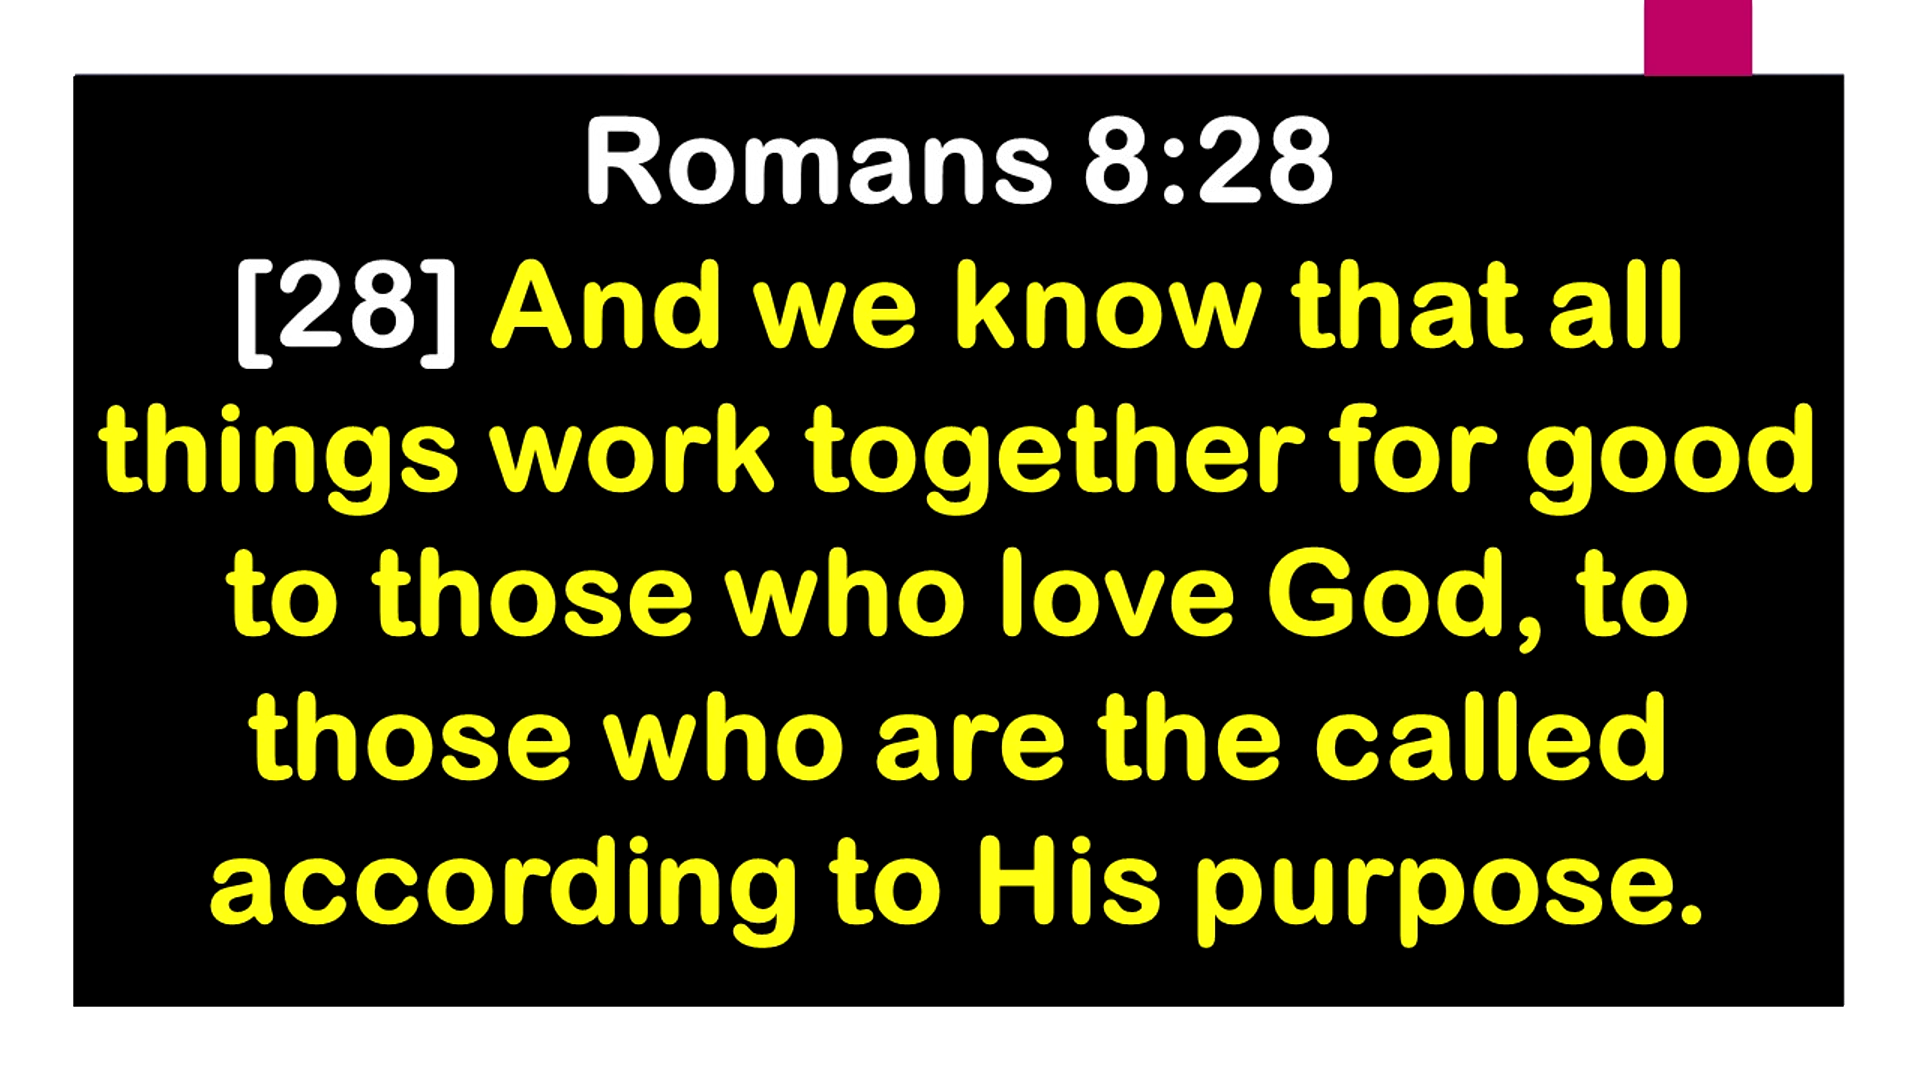 Romans 8:28
[28] And we know that all
things work together for good
to those who love God, to
those who are the called
according to His purpose.